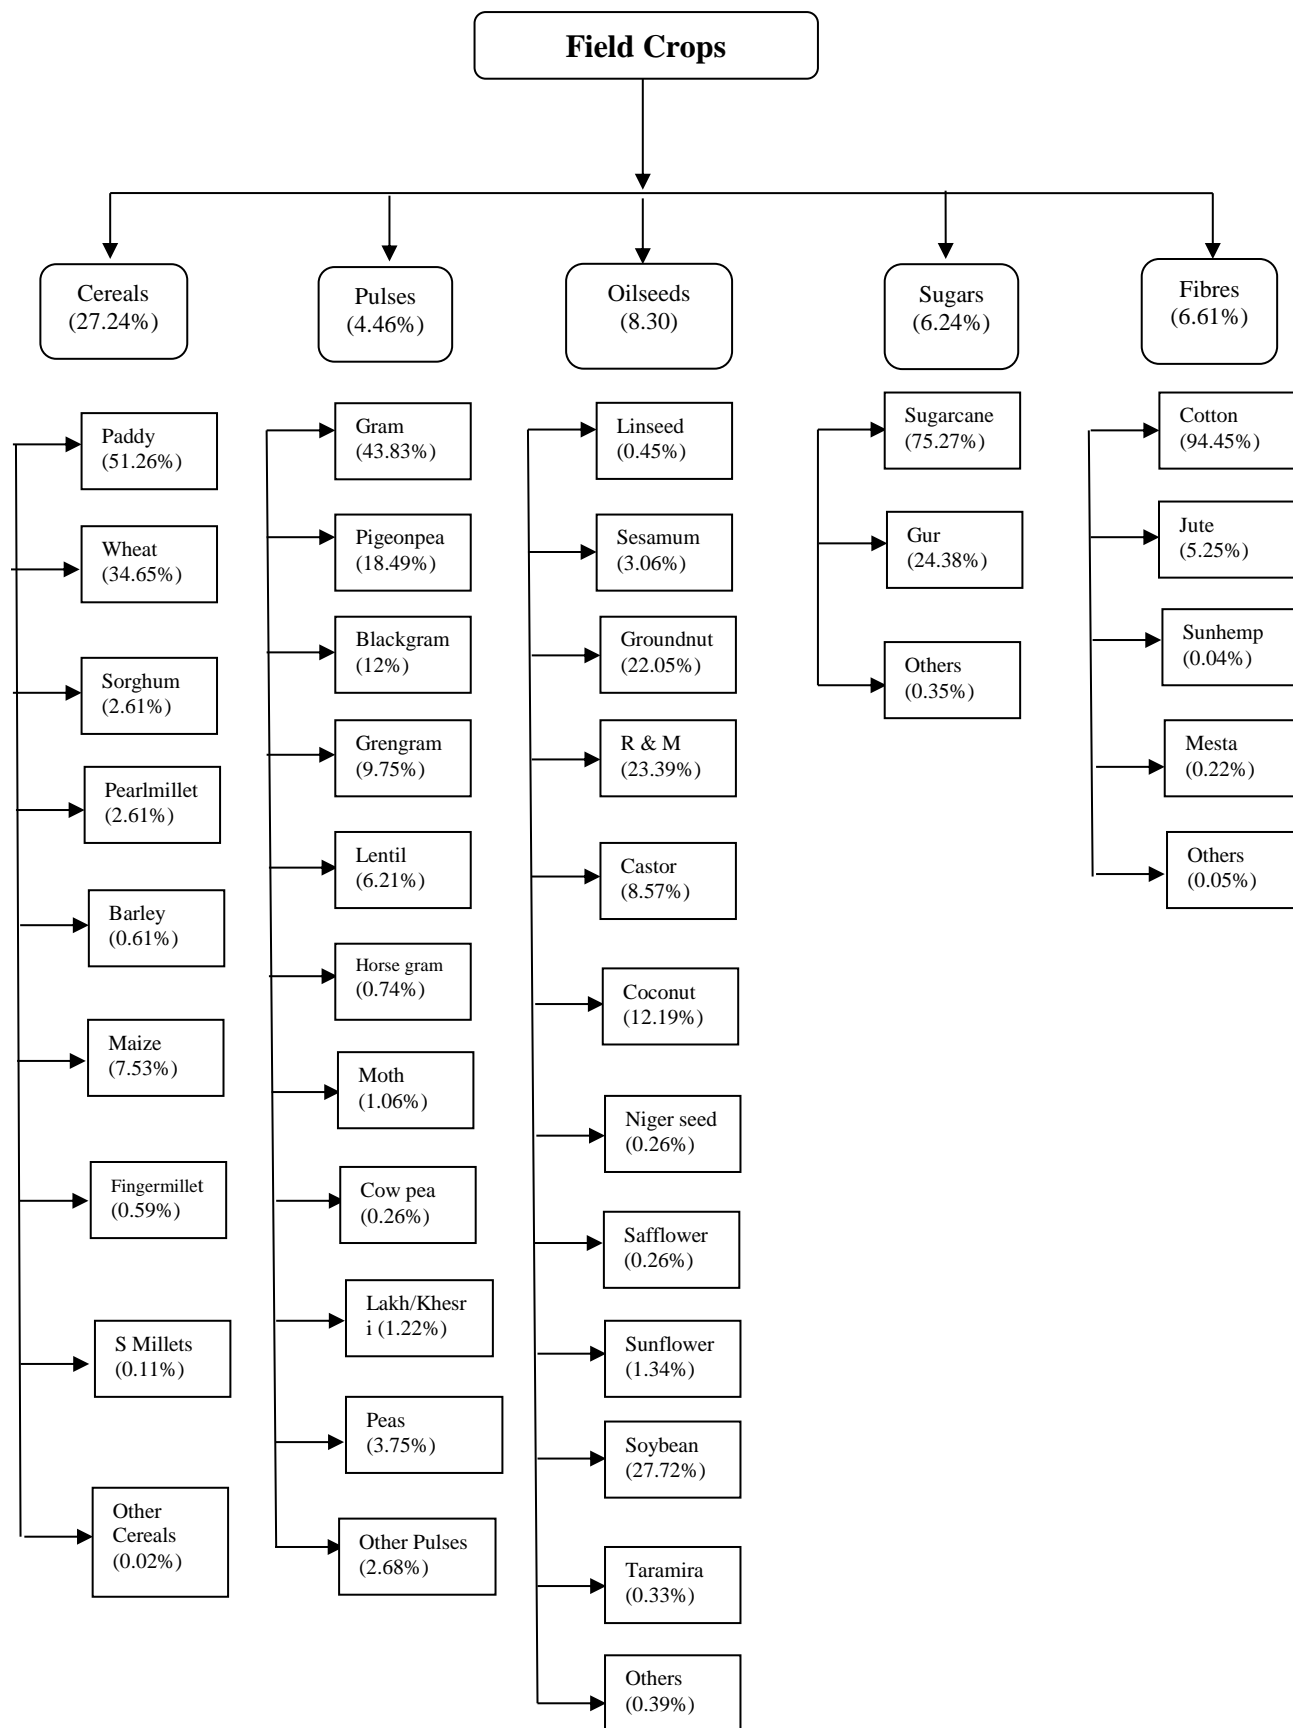 Field Crops
Cereals
(27.24%)
Pulses
(4.46%)
Oilseeds
(8.30)
Sugars
(6.24%)
Fibres
(6.61%)
Paddy
(51.26%)
Wheat
(34.65%)
Sorghum
(2.61%)
Pearlmillet
(2.61%)
Barley
(0.61%)
Maize
(7.53%)
Fingermillet
(0.59%)
S Millets
(0.11%)
Other
Cereals
(0.02%)
Gram
(43.83%)
Pigeonpea
(18.49%)
Blackgram
(12%)
Grengram
(9.75%)
Lentil
(6.21%)
Horse gram
(0.74%)
Moth
(1.06%)
Cow pea
(0.26%)
Lakh/Khesr
i (1.22%)
Peas
(3.75%)
Other Pulses
(2.68%)
Linseed
(0.45%)
Sesamum
(3.06%)
Groundnut
(22.05%)
R & M
(23.39%)
Castor
(8.57%)
Coconut
(12.19%)
Niger seed
(0.26%)
Safflower
(0.26%)
Sunflower
(1.34%)
Soybean
(27.72%)
Taramira
(0.33%)
Others
(0.39%)
Sugarcane
(75.27%)
Gur
(24.38%)
Others
(0.35%)
Cotton
(94.45%)
Jute
(5.25%)
Sunhemp
(0.04%)
Mesta
(0.22%)
Others
(0.05%)